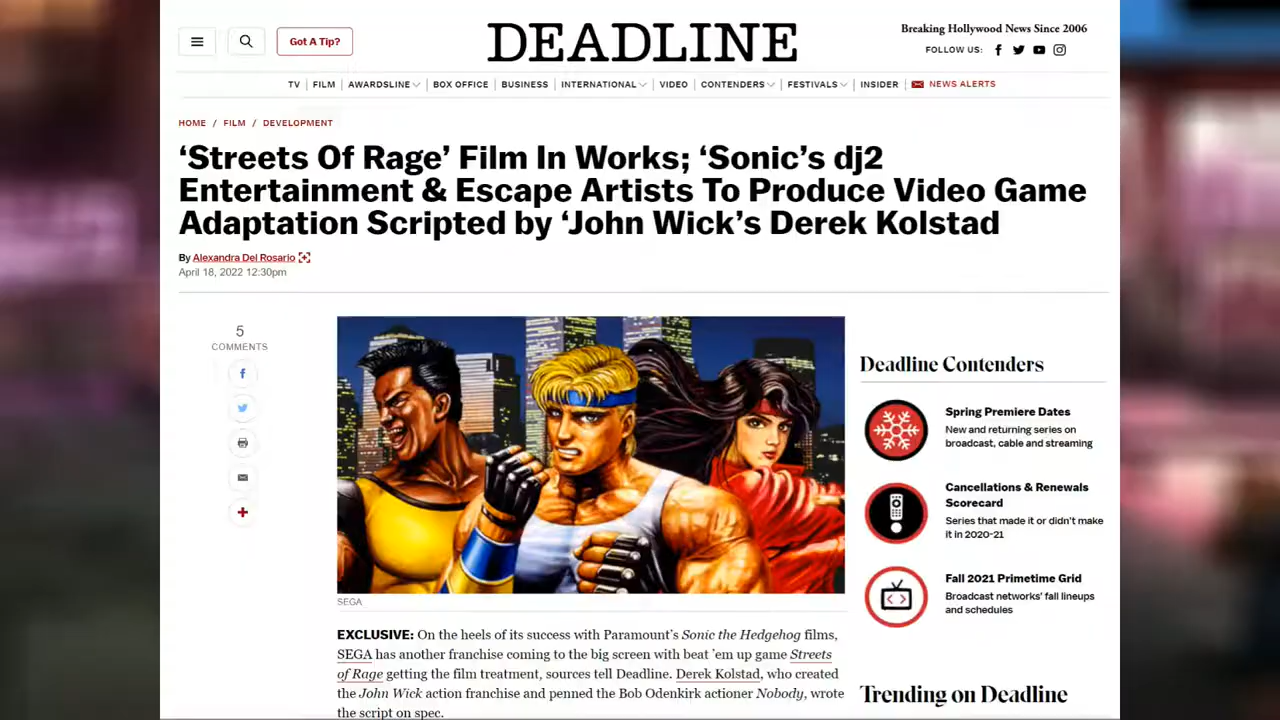 Got A Tip?
DEADLINE
Breaking Hollywood News Since 2006
FOLLOW US:
TV | FILM | AWARDSLINE | BOX OFFICE | BUSINESS | INTERNATIONAL | VIDEO | CONTENDERS | FESTIVALS | INSIDER | NEWS ALERTS
HOME / FILM / DEVELOPMENT
‘Streets Of Rage’ Film In Works; ‘Sonic’s dj2
Entertainment & Escape Artists To Produce Video Game
Adaptation Scripted by ‘John Wick’s Derek Kolstad
By Alexandra Del Rosario
April 18, 2022 12:30pm
5
COMMENTS
SEGA
EXCLUSIVE: On the heels of its success with Paramount’s Sonic the Hedgehog films,
SEGA has another franchise coming to the big screen with beat ’em up game Streets
of Rage getting the film treatment, sources tell Deadline. Derek Kolstad, who created
the John Wick action franchise and penned the Bob Odenkirk actioner Nobody, wrote
the script on spec.
Deadline Contenders
Spring Premiere Dates
New and returning series on
broadcast, cable and streaming
Cancellations & Renewals
Scorecard
Series that made it or didn’t make
it in 2020-21
Fall 2021 Primetime Grid
Broadcast networks’ fall lineups
and schedules
Trending on Deadline